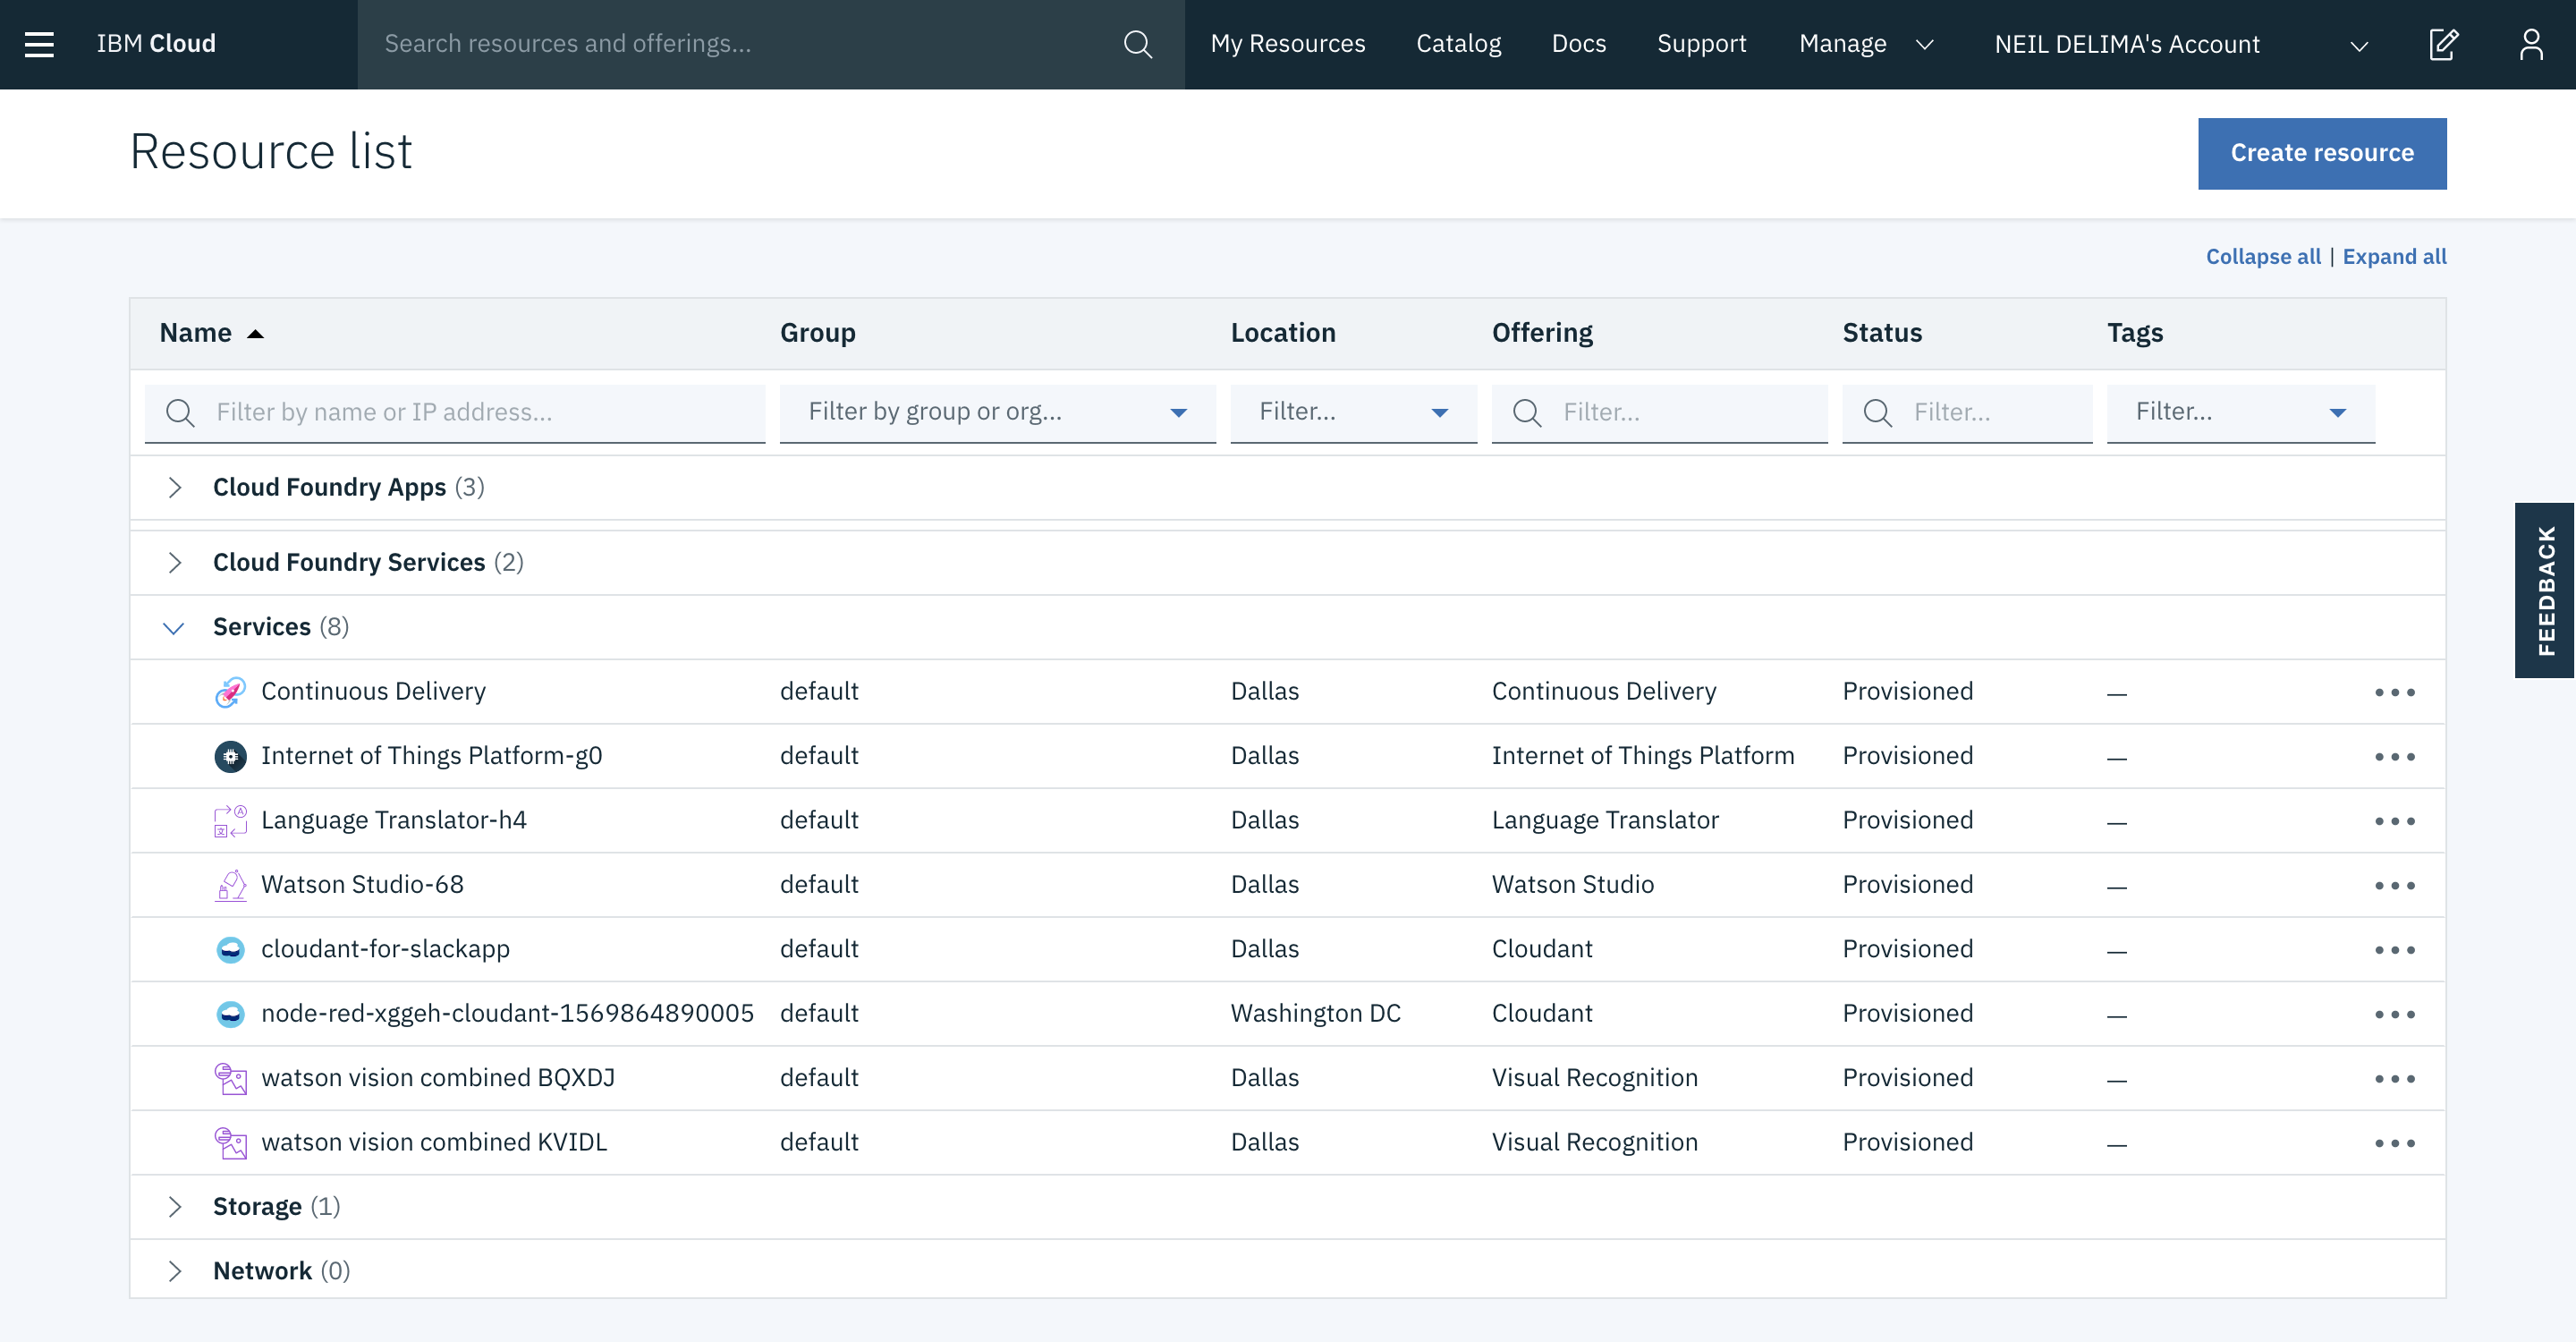 IBM Cloud Search resources and offerings... My Resources Catalog Docs Support Manage NEIL DELIMA's Account
Resource list Create resource
Collapse all | Expand all
Name Group Location Offering Status Tags
Filter by name or IP address... Filter by group or org... Filter... Filter... Filter... Filter...
Cloud Foundry Apps (3)
Cloud Foundry Services (2)
FEEDBACK
Services (8)
Continuous Delivery default Dallas Continuous Delivery Provisioned —
Internet of Things Platform-g0 default Dallas Internet of Things Platform Provisioned —
Language Translator-h4 default Dallas Language Translator Provisioned —
Watson Studio-68 default Dallas Watson Studio Provisioned —
cloudant-for-slackapp default Dallas Cloudant Provisioned —
node-red-xggeh-cloudant-1569864890005 default Washington DC Cloudant Provisioned —
watson vision combined BQXDJ default Dallas Visual Recognition Provisioned —
watson vision combined KVIDL default Dallas Visual Recognition Provisioned —
Storage (1)
Network (0)